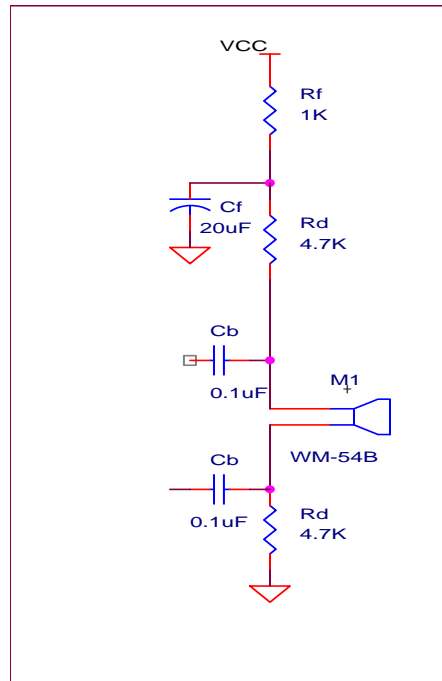 VCC
Rf
1K
Cf
20uF
Rd
4.7K
Cb
0.1uF
M1
+
WM-54B
Cb
0.1uF
Rd
4.7K